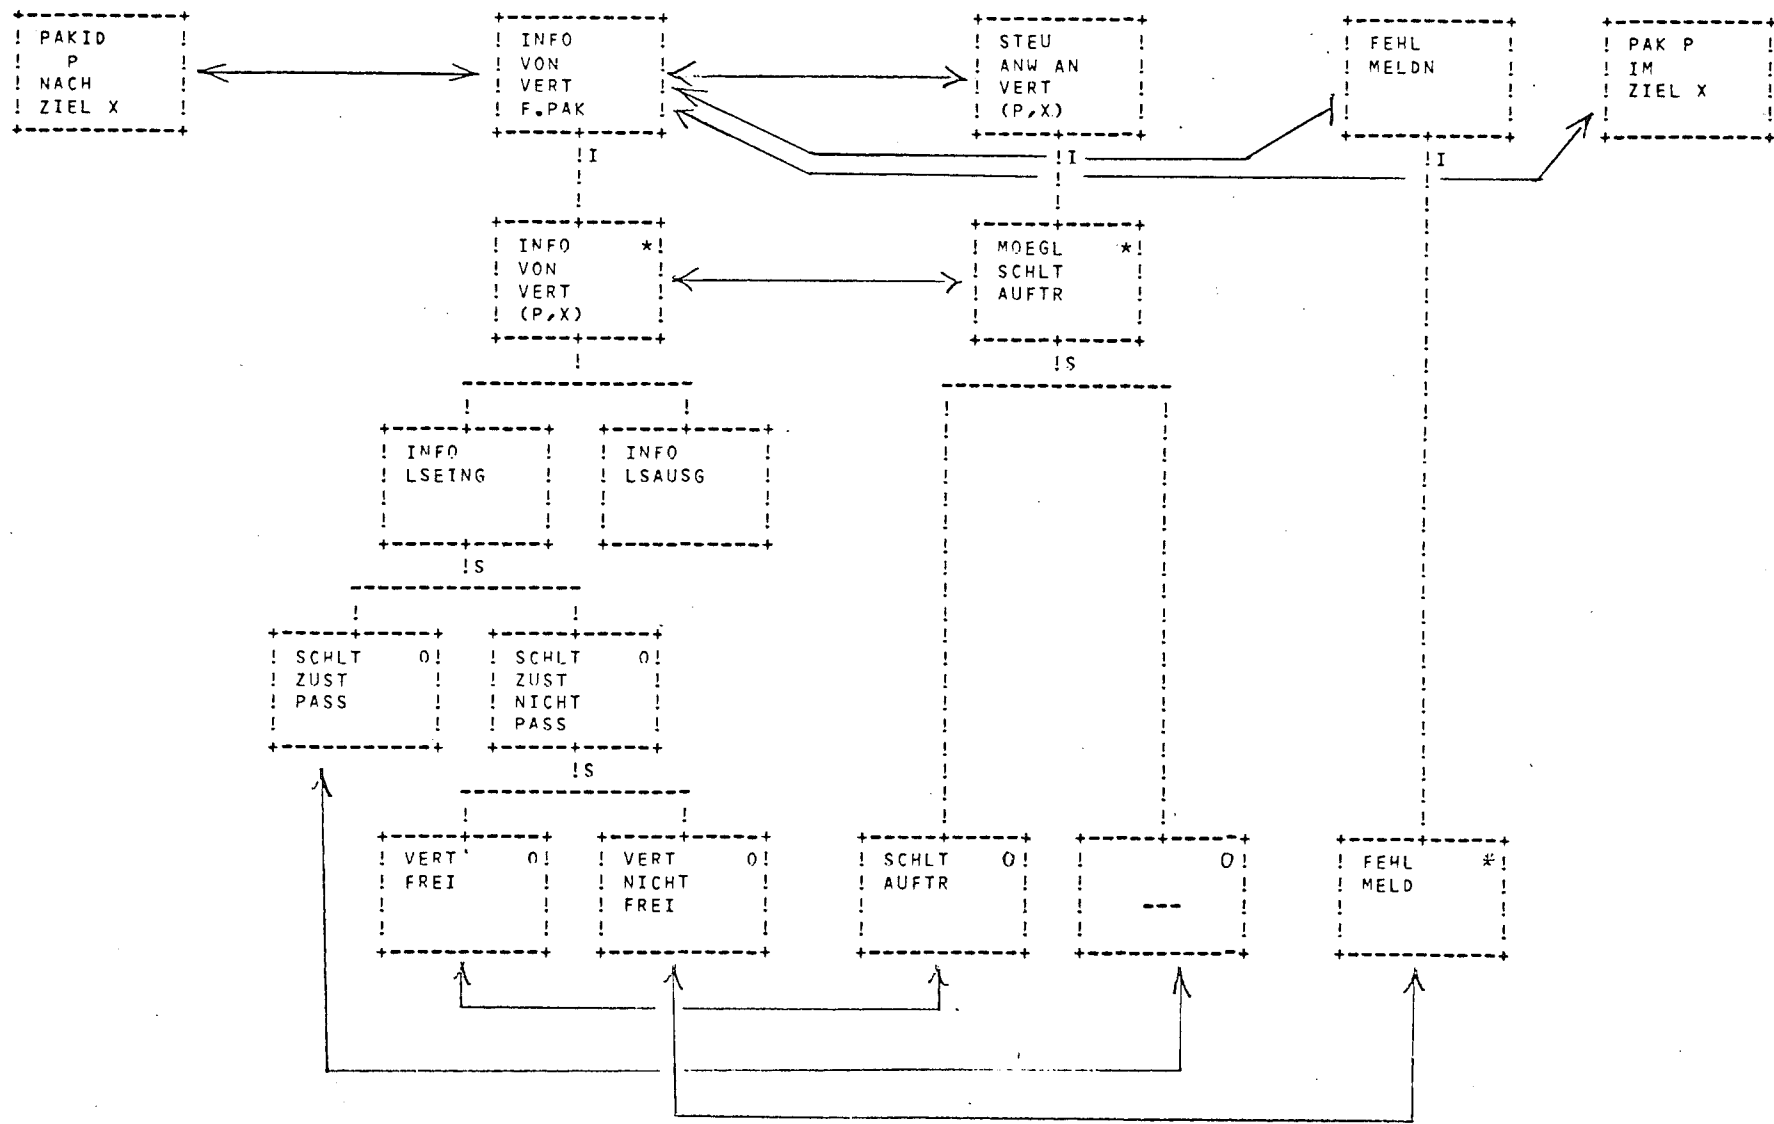 PAKID
P
NACH
ZIEL X
INFO
VON
VERT
F.PAK
STEU
ANW AN
VERT
(P,X)
FEHL
MELDN
PAK P
IM
ZIEL X
I
I
I
INFO *
VON
VERT
(P,X)
MOEGL *
SCHLT
AUFTR
S
INFO
LSEING
INFO
LSAUSG
S
SCHLT O
ZUST
PASS
SCHLT O
ZUST
NICHT
PASS
S
VERT O
FREI
VERT O
NICHT
FREI
SCHLT O
AUFTR
O
---
FEHL *
MELD